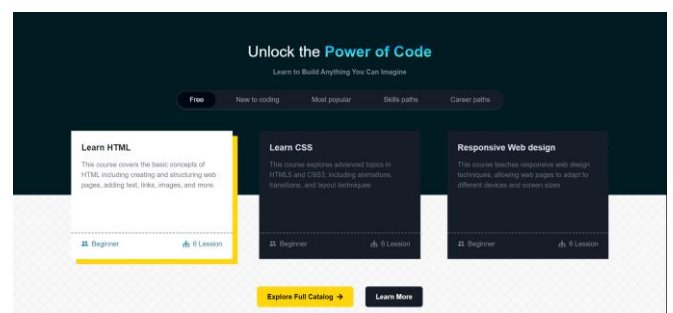 Unlock the Power of Code
Learn to Build Anything You Can Imagine
Free
New to coding
Most popular
Skills paths
Career paths
Learn HTML
This course covers the basic concepts of
HTML including creating and structuring web
pages, adding text, links, images, and more.
Beginner
6 Lession
Learn CSS
This course explores advanced topics in
HTML5 and CSS3, including animations,
transitions, and layout techniques
Beginner
6 Lession
Responsive Web design
This course teaches responsive web design
techniques, allowing web pages to adapt to
different devices and screen sizes
Beginner
6 Lession
Explore Full Catalog →
Learn More